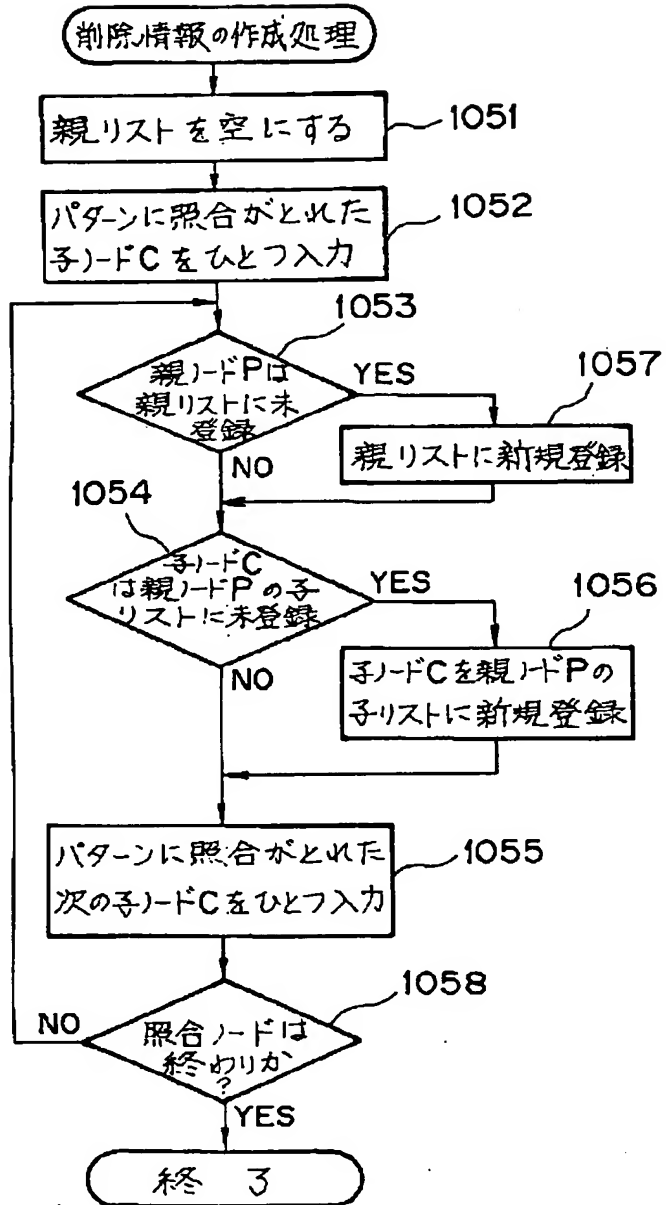 削除情報の作成処理
親リストを空にする
1051
パターンに照合がとれた
子ノードCをひとつ入力
1052
1053
親ノードPは
親リストに未
登録
YES
NO
1057
親リストに新規登録
1054
子ノードC
は親ノードPの子
リストに未登録
YES
NO
1056
子ノードCを親ノードPの
子リストに新規登録
パターンに照合がとれた
次の子ノードCをひとつ入力
1055
1058
照合ノードは
終わりか
?
NO
YES
終 了